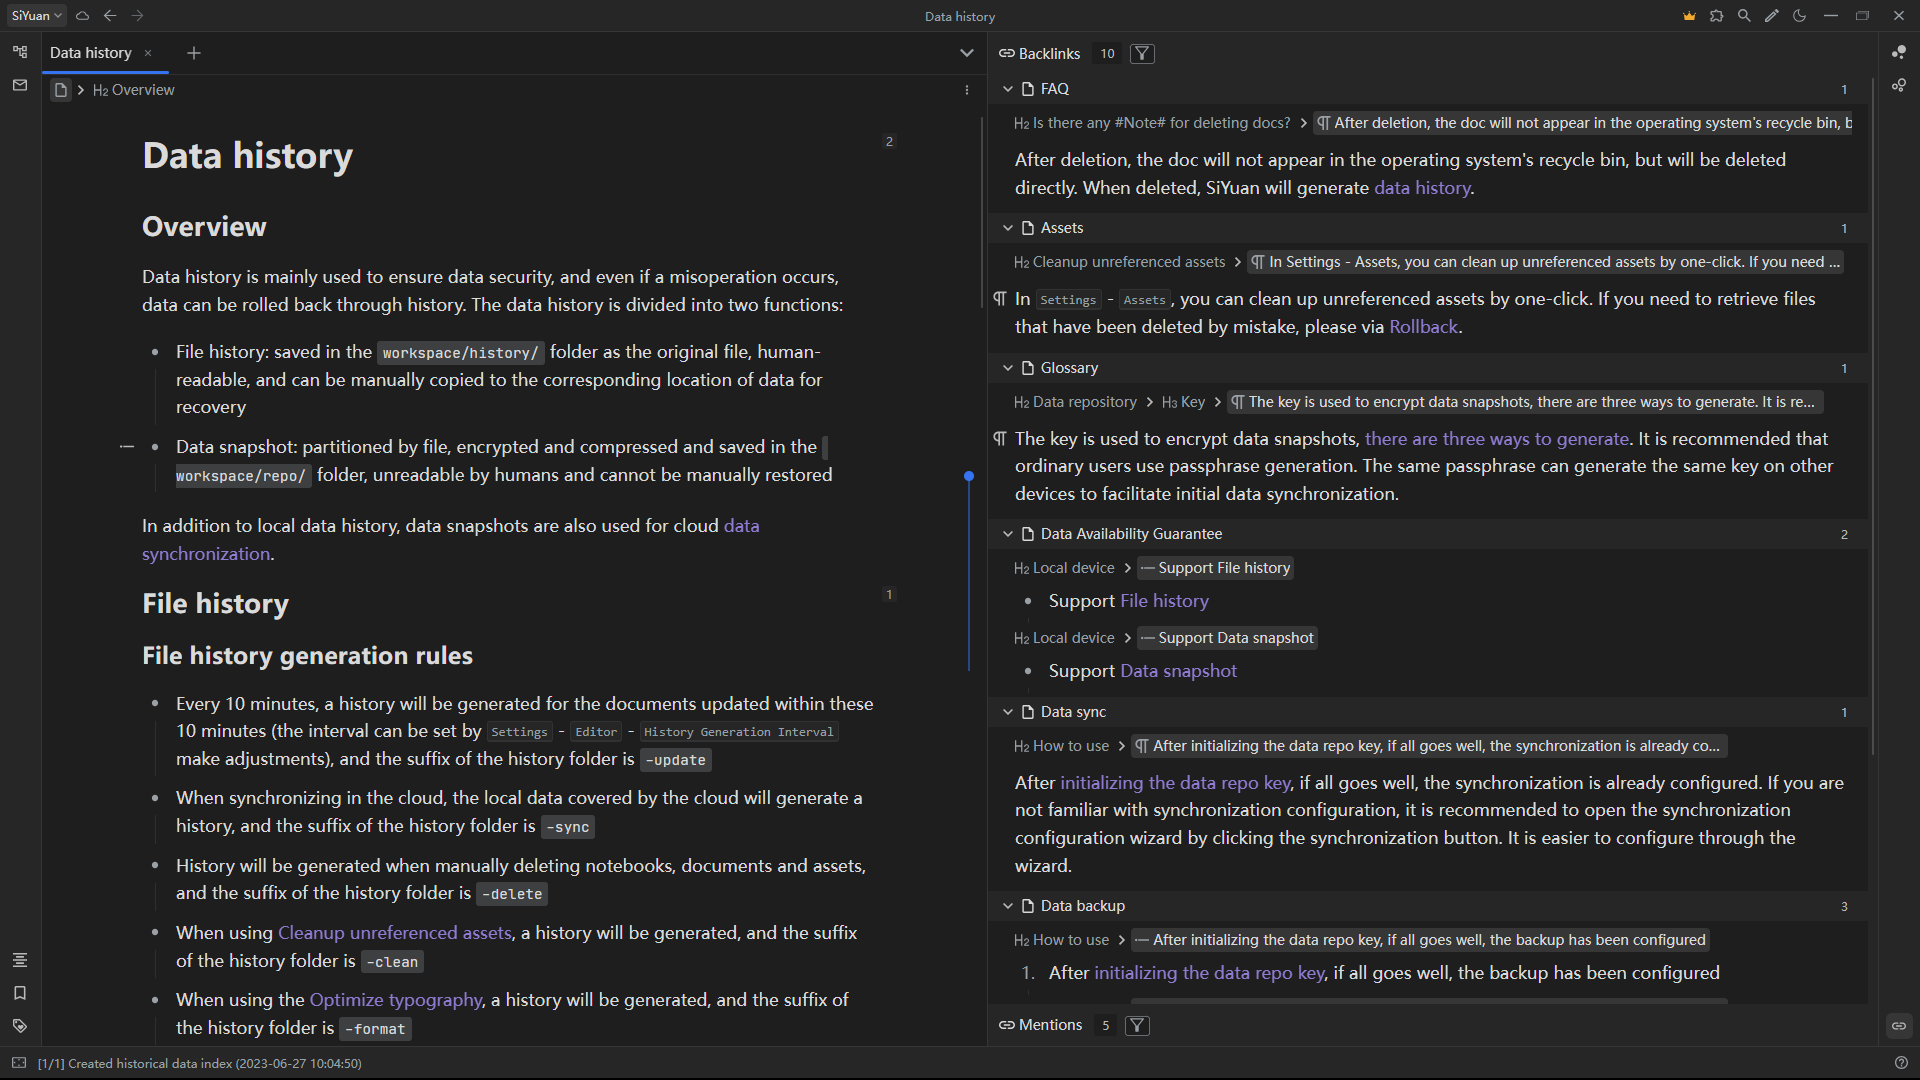 SiYuan
Data history
Data history
H2 Overview
Data history
2
Overview
Data history is mainly used to ensure data security, and even if a misoperation occurs,
data can be rolled back through history. The data history is divided into two functions:
• File history: saved in the workspace/history/ folder as the original file, human-
readable, and can be manually copied to the corresponding location of data for
recovery
• Data snapshot: partitioned by file, encrypted and compressed and saved in the
workspace/repo/ folder, unreadable by humans and cannot be manually restored
In addition to local data history, data snapshots are also used for cloud data
synchronization.
File history
1
File history generation rules
• Every 10 minutes, a history will be generated for the documents updated within these
10 minutes (the interval can be set by Settings - Editor - History Generation Interval
make adjustments), and the suffix of the history folder is -update
• When synchronizing in the cloud, the local data covered by the cloud will generate a
history, and the suffix of the history folder is -sync
• History will be generated when manually deleting notebooks, documents and assets,
and the suffix of the history folder is -delete
• When using Cleanup unreferenced assets, a history will be generated, and the suffix
of the history folder is -clean
• When using the Optimize typography, a history will be generated, and the suffix of
the history folder is -format
Backlinks 10
FAQ 1
H2 Is there any #Note# for deleting docs? > ¶ After deletion, the doc will not appear in the operating system's recycle bin, b
After deletion, the doc will not appear in the operating system's recycle bin, but will be deleted
directly. When deleted, SiYuan will generate data history.
Assets 1
H2 Cleanup unreferenced assets > ¶ In Settings - Assets, you can clean up unreferenced assets by one-click. If you need ...
¶ In Settings - Assets, you can clean up unreferenced assets by one-click. If you need to retrieve files
that have been deleted by mistake, please via Rollback.
Glossary 1
H2 Data repository > H3 Key > ¶ The key is used to encrypt data snapshots, there are three ways to generate. It is re...
¶ The key is used to encrypt data snapshots, there are three ways to generate. It is recommended that
ordinary users use passphrase generation. The same passphrase can generate the same key on other
devices to facilitate initial data synchronization.
Data Availability Guarantee 2
H2 Local device > Support File history
• Support File history
H2 Local device > Support Data snapshot
• Support Data snapshot
Data sync 1
H2 How to use > ¶ After initializing the data repo key, if all goes well, the synchronization is already co...
After initializing the data repo key, if all goes well, the synchronization is already configured. If you are
not familiar with synchronization configuration, it is recommended to open the synchronization
configuration wizard by clicking the synchronization button. It is easier to configure through the
wizard.
Data backup 3
H2 How to use > After initializing the data repo key, if all goes well, the backup has been configured
1. After initializing the data repo key, if all goes well, the backup has been configured
Mentions 5
[1/1] Created historical data index (2023-06-27 10:04:50)